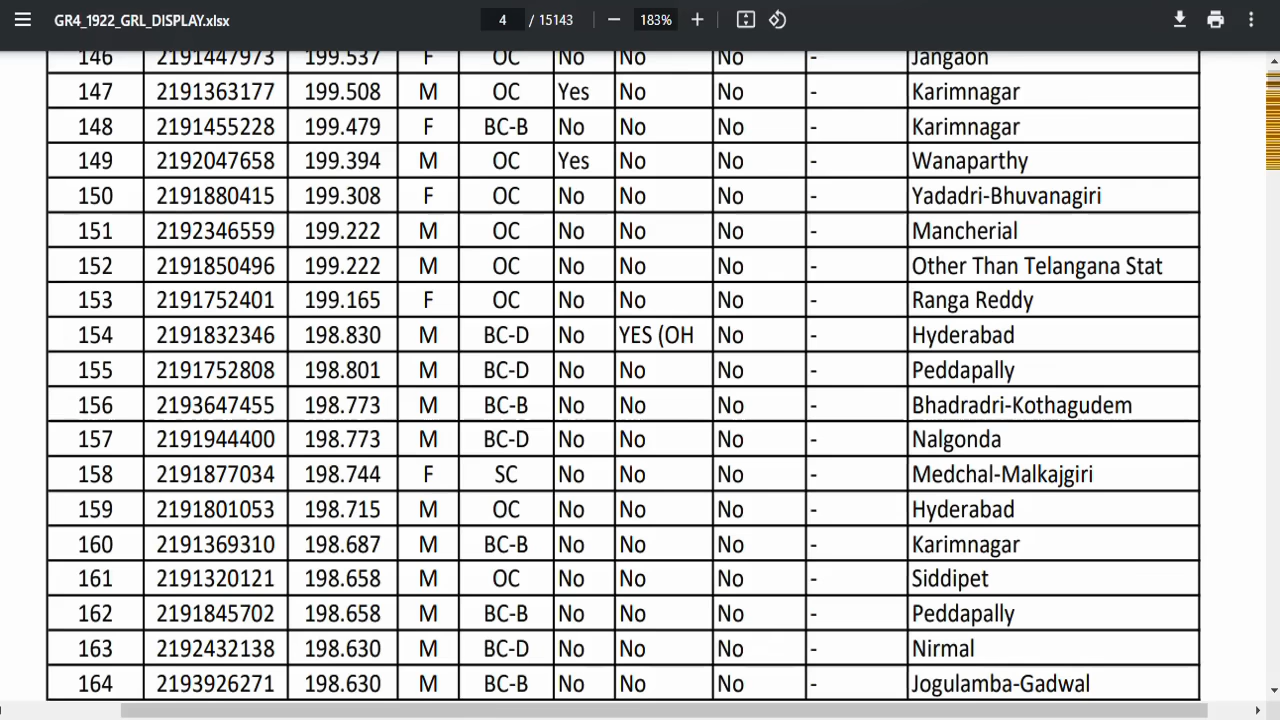 GR4_1922_GRL_DISPLAY.xlsx 4 / 15143 183%
146 2191447973 199.537 F OC No No No - Jangaon
147 2191363177 199.508 M OC Yes No No - Karimnagar
148 2191455228 199.479 F BC-B No No No - Karimnagar
149 2192047658 199.394 M OC Yes No No - Wanaparthy
150 2191880415 199.308 F OC No No No - Yadadri-Bhuvanagiri
151 2192346559 199.222 M OC No No No - Mancherial
152 2191850496 199.222 M OC No No No - Other Than Telangana Stat
153 2191752401 199.165 F OC No No No - Ranga Reddy
154 2191832346 198.830 M BC-D No YES (OH No - Hyderabad
155 2191752808 198.801 M BC-D No No No - Peddapally
156 2193647455 198.773 M BC-B No No No - Bhadradri-Kothagudem
157 2191944400 198.773 M BC-D No No No - Nalgonda
158 2191877034 198.744 F SC No No No - Medchal-Malkajgiri
159 2191801053 198.715 M OC No No No - Hyderabad
160 2191369310 198.687 M BC-B No No No - Karimnagar
161 2191320121 198.658 M OC No No No - Siddipet
162 2191845702 198.658 M BC-B No No No - Peddapally
163 2192432138 198.630 M BC-D No No No - Nirmal
164 2193926271 198.630 M BC-B No No No - Jogulamba-Gadwal